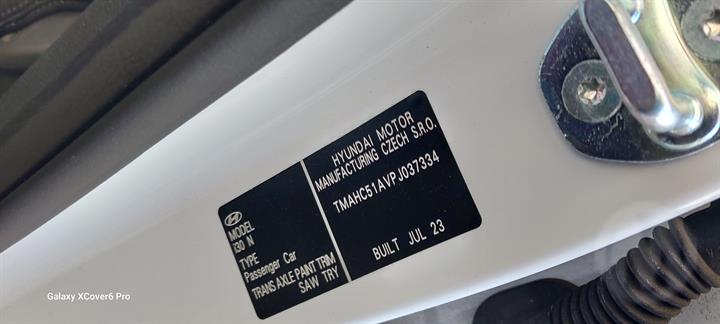 MODEL
i30 N
TYPE
Passenger Car
TRANS AXLE PAINT TRIM
SAW TRY
HYUNDAI MOTOR
MANUFACTURING CZECH S.R.O.
TMAHC51AVPJ037334
BUILT JUL 23
Galaxy XCover6 Pro